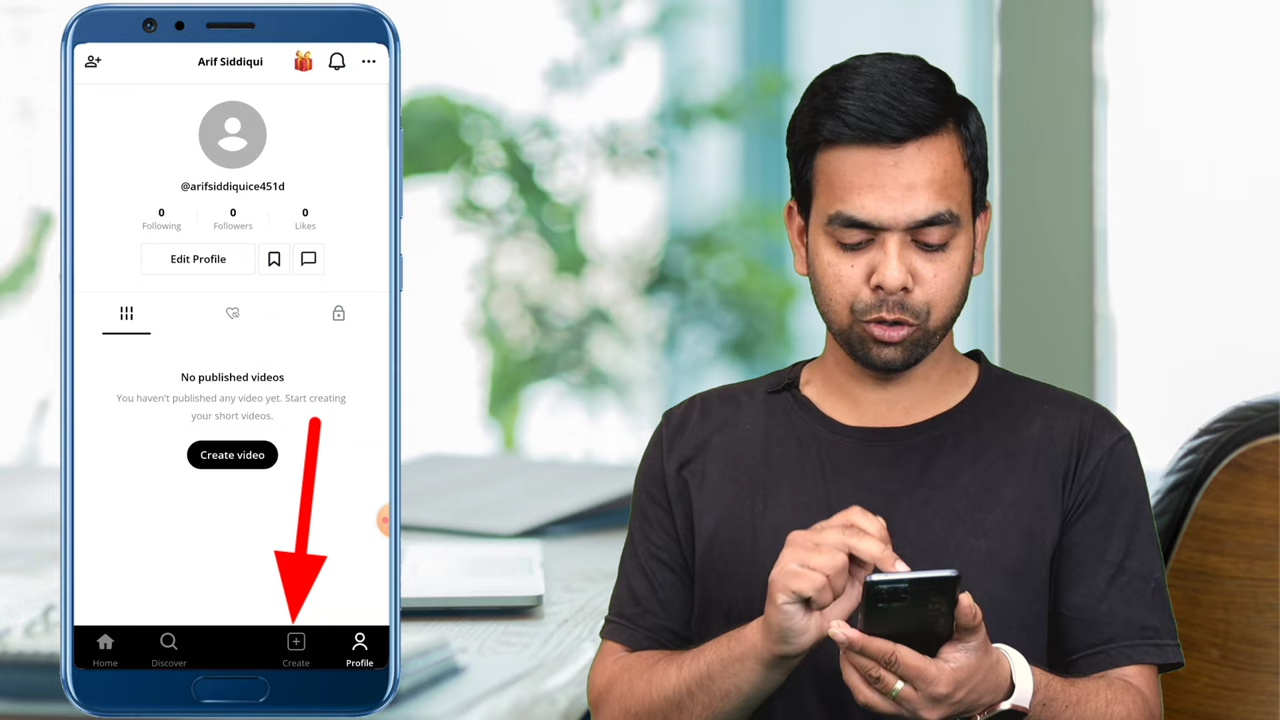 Arif Siddiqui
@arifsiddiquice451d
0 0 0
Following Followers Likes
Edit Profile
No published videos
You haven't published any video yet. Start creating
your short videos.
Create video
Home Discover Create Profile